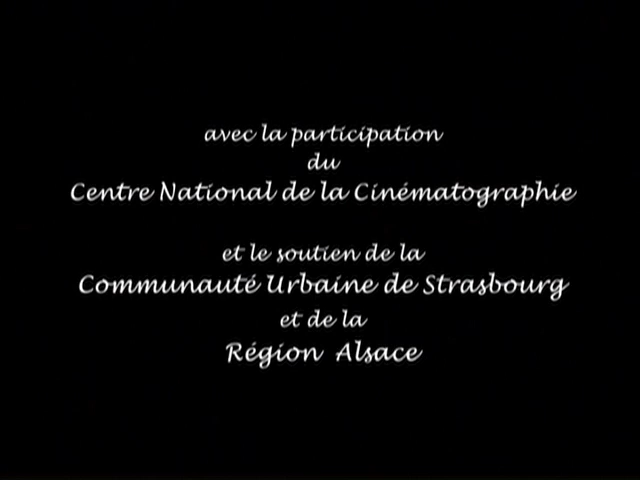 avec la participation
du
Centre National de la Cinématographie
et le soutien de la
Communauté Urbaine de Strasbourg
et de la
Région Alsace